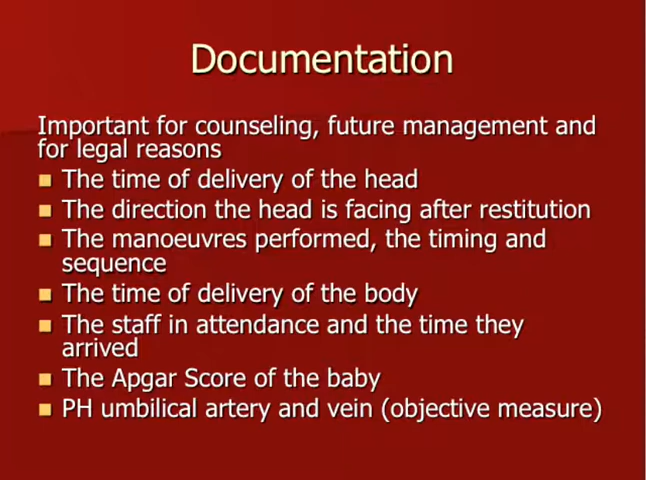 Documentation
Important for counseling, future management and
for legal reasons
The time of delivery of the head
The direction the head is facing after restitution
The manoeuvres performed, the timing and
sequence
The time of delivery of the body
The staff in attendance and the time they
arrived
The Apgar Score of the baby
PH umbilical artery and vein (objective measure)